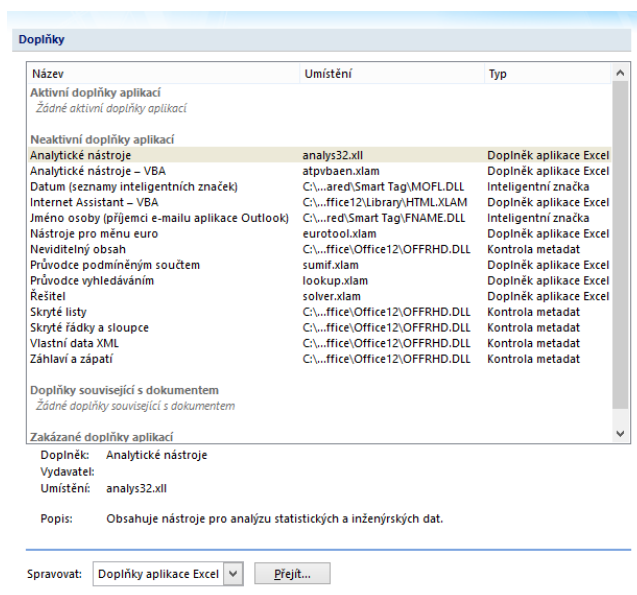 Doplňky
Název Umístění Typ
Aktivní doplňky aplikací
Žádné aktivní doplňky aplikací
Neaktivní doplňky aplikací
Analytické nástroje analys32.xll Doplněk aplikace Excel
Analytické nástroje – VBA atpvbaen.xlam Doplněk aplikace Excel
Datum (seznamy inteligentních značek) C:\...ared\Smart Tag\MOFL.DLL Inteligentní značka
Internet Assistant – VBA C:\...ffice12\Library\HTML.XLAM Doplněk aplikace Excel
Jméno osoby (příjemci e-mailu aplikace Outlook) C:\...red\Smart Tag\FNAME.DLL Inteligentní značka
Nástroje pro měnu euro eurotool.xlam Doplněk aplikace Excel
Neviditelný obsah C:\...ffice\Office12\OFFRHD.DLL Kontrola metadat
Průvodce podmíněným součtem sumif.xlam Doplněk aplikace Excel
Průvodce vyhledáváním lookup.xlam Doplněk aplikace Excel
Řešitel solver.xlam Doplněk aplikace Excel
Skryté listy C:\...ffice\Office12\OFFRHD.DLL Kontrola metadat
Skryté řádky a sloupce C:\...ffice\Office12\OFFRHD.DLL Kontrola metadat
Vlastní data XML C:\...ffice\Office12\OFFRHD.DLL Kontrola metadat
Záhlaví a zápatí C:\...ffice\Office12\OFFRHD.DLL Kontrola metadat
Doplňky související s dokumentem
Žádné doplňky související s dokumentem
Zakázané doplňky aplikací
Doplněk: Analytické nástroje
Vydavatel:
Umístění: analys32.xll
Popis: Obsahuje nástroje pro analýzu statistických a inženýrských dat.
Spravovat: Doplňky aplikace Excel Přejít...